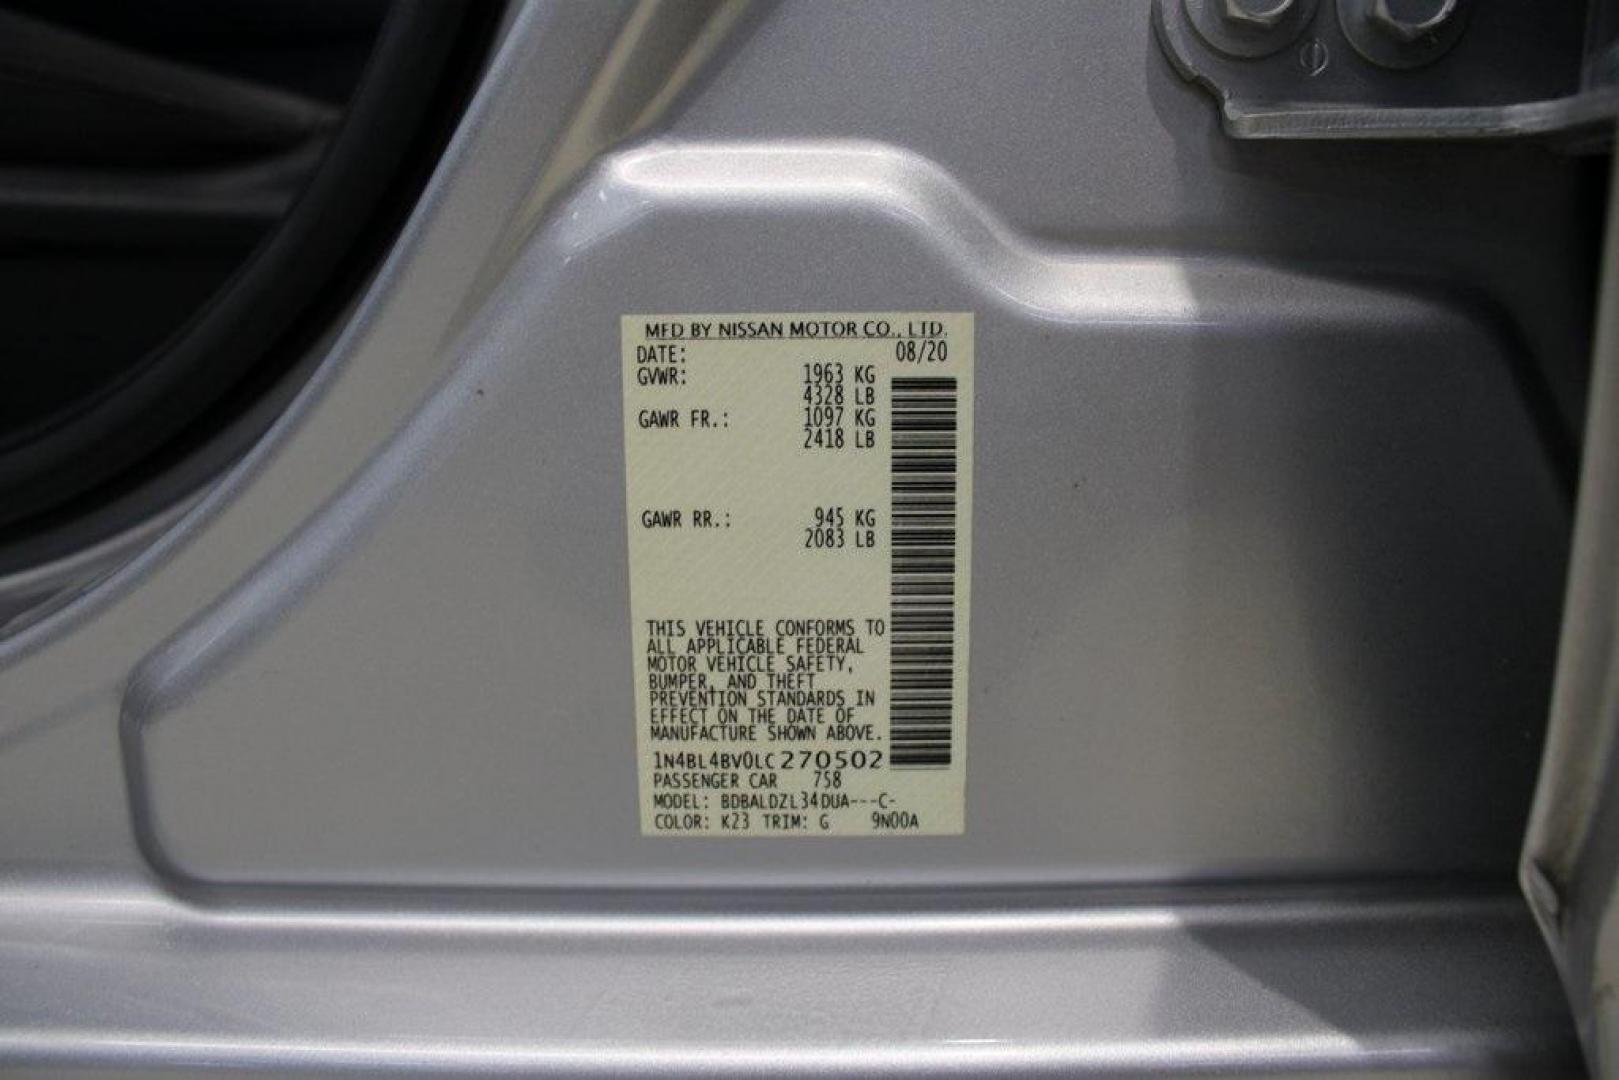 MFD BY NISSAN MOTOR CO., LTD.
DATE: 08/20
GVWR: 1963 KG
4328 LB
GAWR FR.: 1097 KG
2418 LB
GAWR RR.: 945 KG
2083 LB
THIS VEHICLE CONFORMS TO
ALL APPLICABLE FEDERAL
MOTOR VEHICLE SAFETY,
BUMPER, AND THEFT
PREVENTION STANDARDS IN
EFFECT ON THE DATE OF
MANUFACTURE SHOWN ABOVE.
1N4BL4BV0LC270502
PASSENGER CAR 758
MODEL: BDBALDZL34DUA---C-
COLOR: K23 TRIM: G 9N00A